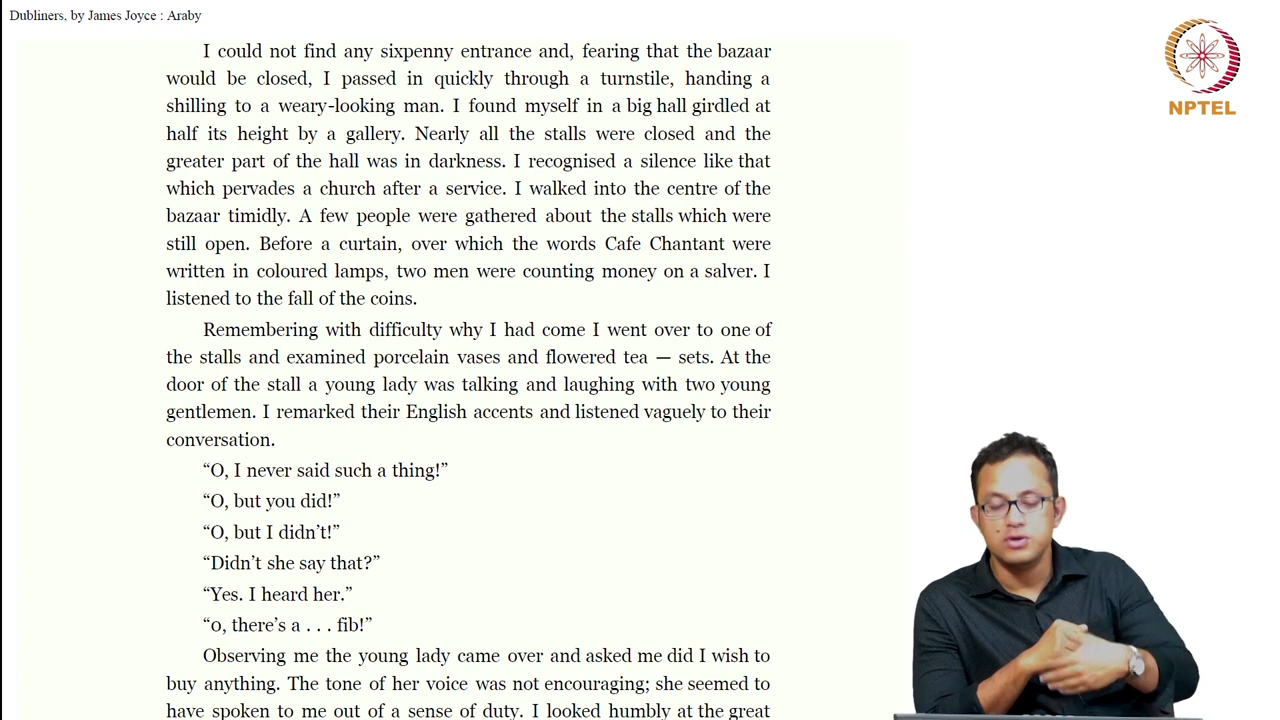 Dubliners, by James Joyce : Araby
I could not find any sixpenny entrance and, fearing that the bazaar
would be closed, I passed in quickly through a turnstile, handing a
shilling to a weary-looking man. I found myself in a big hall girdled at
half its height by a gallery. Nearly all the stalls were closed and the
greater part of the hall was in darkness. I recognised a silence like that
which pervades a church after a service. I walked into the centre of the
bazaar timidly. A few people were gathered about the stalls which were
still open. Before a curtain, over which the words Cafe Chantant were
written in coloured lamps, two men were counting money on a salver. I
listened to the fall of the coins.
Remembering with difficulty why I had come I went over to one of
the stalls and examined porcelain vases and flowered tea — sets. At the
door of the stall a young lady was talking and laughing with two young
gentlemen. I remarked their English accents and listened vaguely to their
conversation.
“O, I never said such a thing!”
“O, but you did!”
“O, but I didn’t!”
“Didn’t she say that?”
“Yes. I heard her.”
“o, there’s a . . . fib!”
Observing me the young lady came over and asked me did I wish to
buy anything. The tone of her voice was not encouraging; she seemed to
have spoken to me out of a sense of duty. I looked humbly at the great
NPTEL